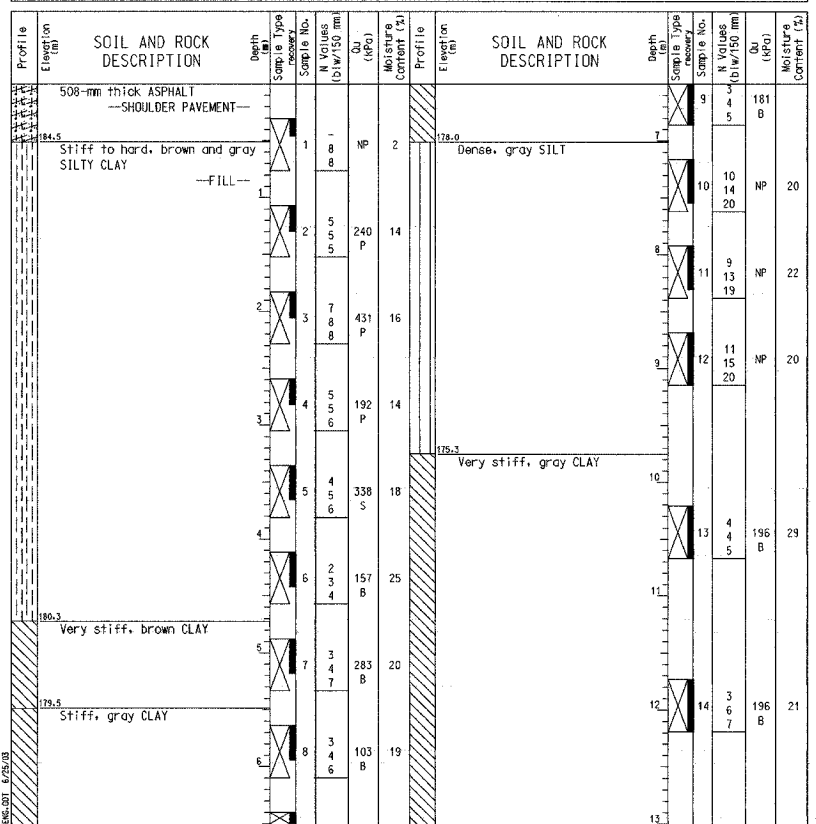 Profile
Elevation (m)
SOIL AND ROCK DESCRIPTION
Depth (m)
Sample Type recovery
Sample No.
N Values (blw/150 mm)
Qu (kPa)
Moisture Content (%)
508-mm thick ASPHALT
--SHOULDER PAVEMENT--
184.5
Stiff to hard, brown and gray
SILTY CLAY
--FILL--
1 - 8 8 NP 2
1
2 5 5 5 240 P 14
2
3 7 8 8 431 P 16
4 5 5 6 192 P 14
3
5 4 5 6 338 S 18
4
6 2 3 4 157 B 25
180.3
Very stiff, brown CLAY
5
7 3 4 7 283 B 20
179.5
Stiff, gray CLAY
8 3 4 6 103 B 19
6
ENG.GDT 6/25/03
Profile
Elevation (m)
SOIL AND ROCK DESCRIPTION
Depth (m)
Sample Type recovery
Sample No.
N Values (blw/150 mm)
Qu (kPa)
Moisture Content (%)
9 3 4 5 181 B
7
178.0
Dense, gray SILT
10 10 14 20 NP 20
8
11 9 13 19 NP 22
9
12 11 15 20 NP 20
175.3
Very stiff, gray CLAY
10
13 4 4 5 196 B 29
11
12
14 3 6 7 196 B 21
13